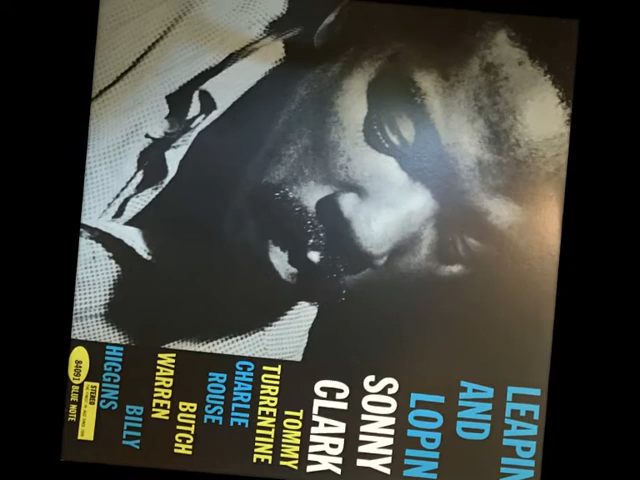 LEAPIN
AND
LOPIN
SONNY
CLARK
TOMMY
TURRENTINE
CHARLIE
ROUSE
BUTCH
WARREN
BILLY
HIGGINS
STEREO
84091 BLUE NOTE